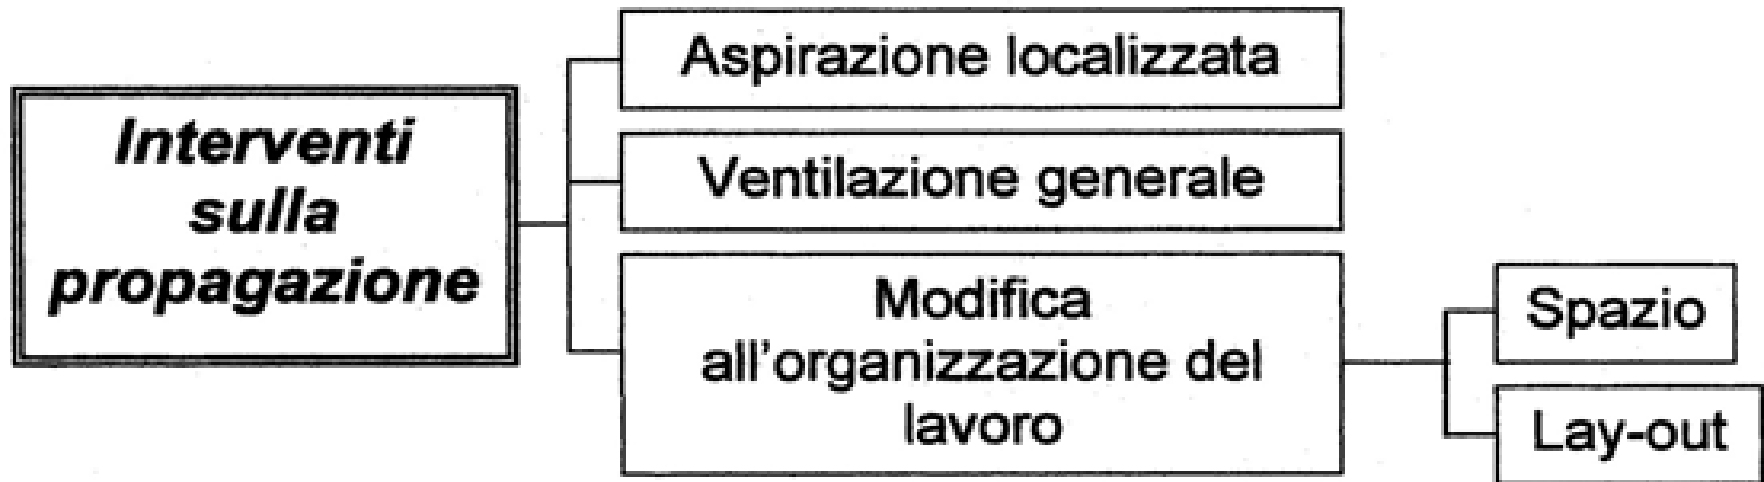 Interventi
sulla
propagazione
Aspirazione localizzata
Ventilazione generale
Modifica
all'organizzazione del
lavoro
Spazio
Lay-out